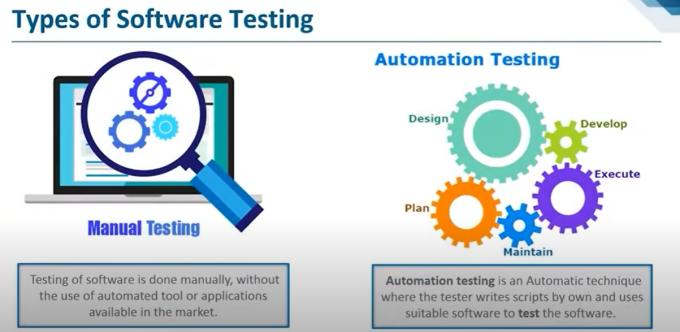 Types of Software Testing
Manual Testing
Testing of software is done manually, without
the use of automated tool or applications
available in the market.
Automation Testing
Design
Develop
Execute
Plan
Maintain
Automation testing is an Automatic technique
where the tester writes scripts by own and uses
suitable software to test the software.